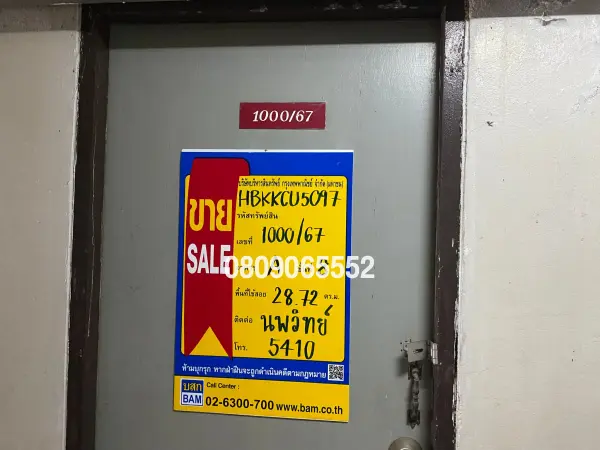 1000/67
บริษัทบริหารสินทรัพย์ กรุงเทพพาณิชย์ จำกัด (มหาชน)
ขาย
SALE
HBKKCU5097
รหัสทรัพย์สิน
เลขที่ 1000/67
0809065552
พื้นที่ใช้สอย 28.72 ตร.ม.
ติดต่อ นพวิทย์
โทร. 5410
ห้ามบุกรุก หากฝ่าฝืนจะถูกดำเนินคดีตามกฎหมาย
บสก
BAM
Call Center :
02-6300-700 www.bam.co.th